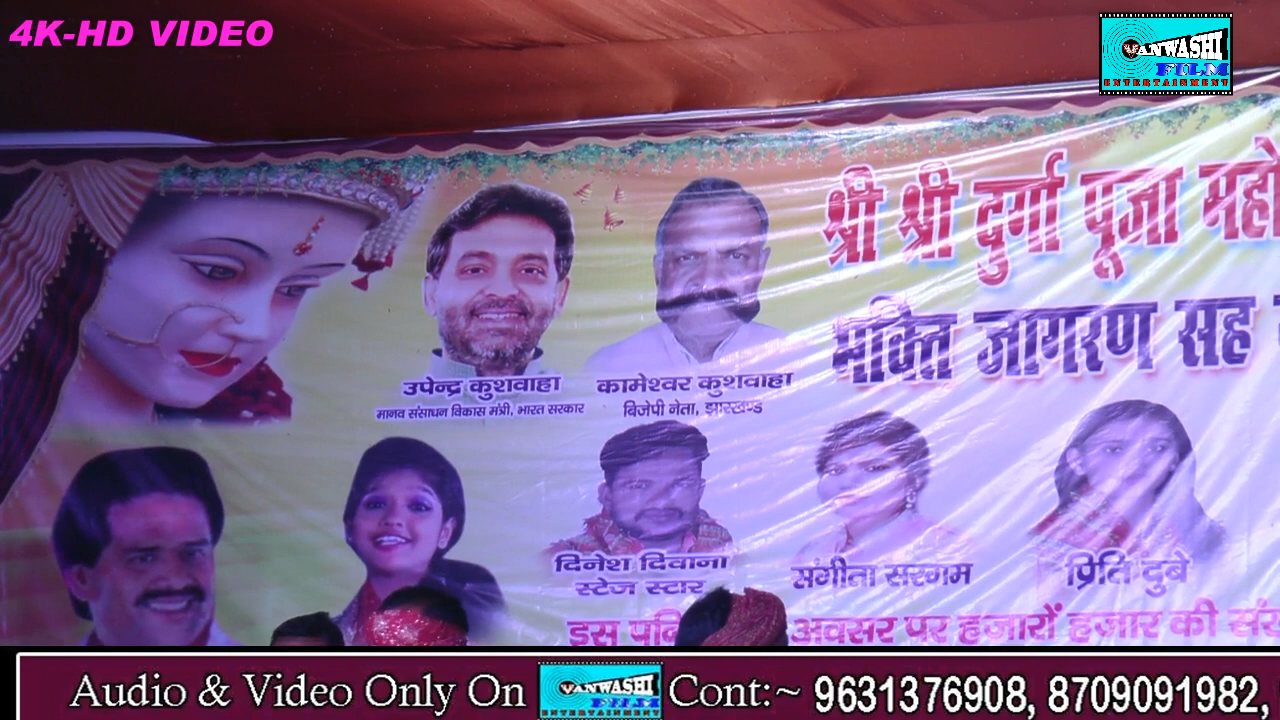 4K-HD VIDEO
VANWASHI
FILM
ENTERTAINMENT
श्री श्री दुर्गा पूजा महो
भक्ति जागरण सह
उपेन्द्र कुशवाहा
मानव संसाधन विकास मंत्री, भारत सरकार
कामेश्वर कुशवाहा
बिजेपी नेता, झारखण्ड
दिनेश दिवाना
स्टेज स्टार
संगीता सरगम
प्रिति दुबे
इस अवसर पर हजारों हजार की
Audio & Video Only On VANWASHI FILM ENTERTAINMENT Cont:~ 9631376908, 8709091982,